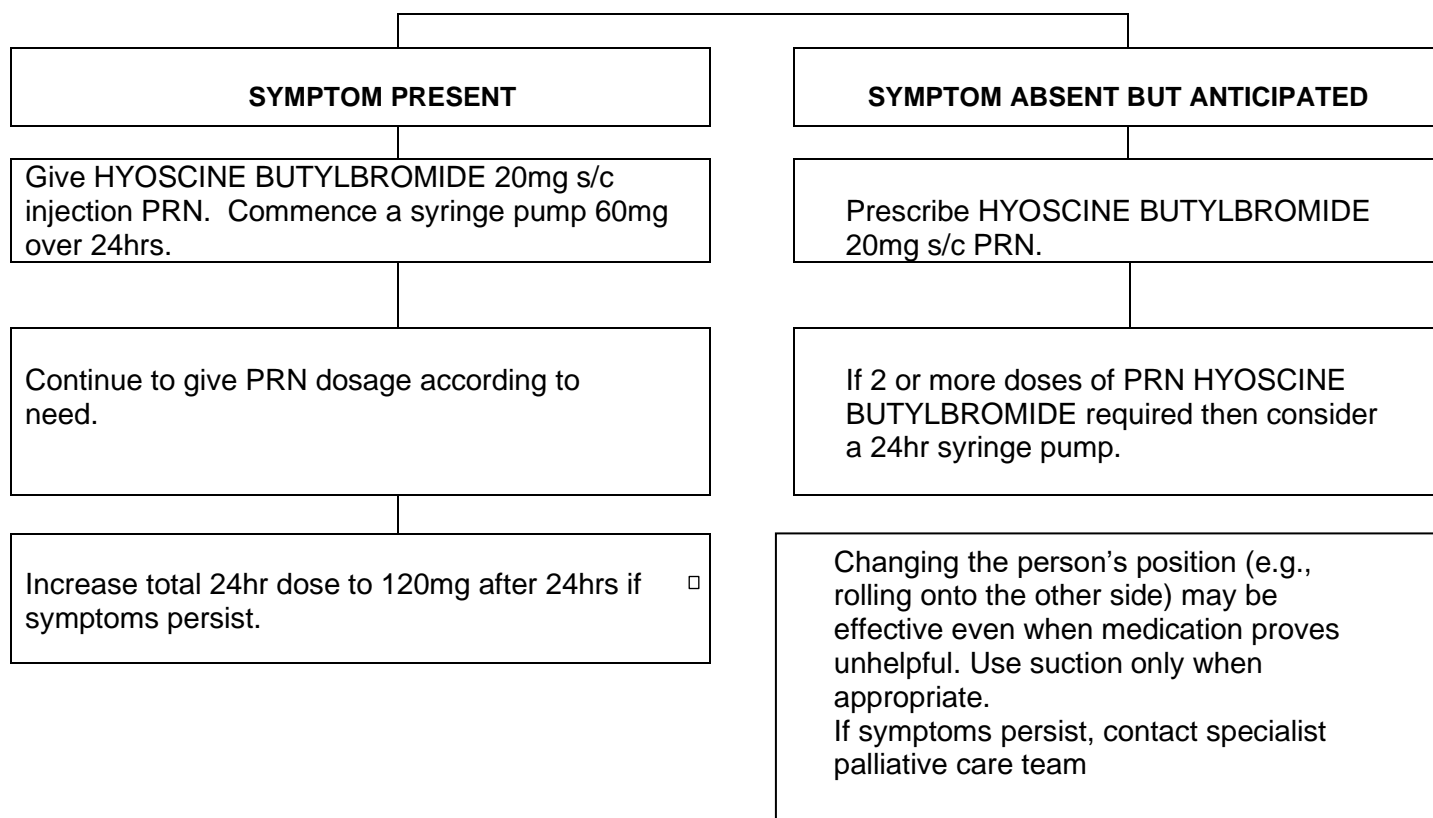 SYMPTOM PRESENT
Give HYOSCINE BUTYLBROMIDE 20mg s/c
injection PRN.  Commence a syringe pump 60mg
over 24hrs.
Continue to give PRN dosage according to
need.
Increase total 24hr dose to 120mg after 24hrs if
symptoms persist.
SYMPTOM ABSENT BUT ANTICIPATED
Prescribe HYOSCINE BUTYLBROMIDE
20mg s/c PRN.
If 2 or more doses of PRN HYOSCINE
BUTYLBROMIDE required then consider
a 24hr syringe pump.
Changing the person’s position (e.g.,
rolling onto the other side) may be
effective even when medication proves
unhelpful. Use suction only when
appropriate.
If symptoms persist, contact specialist
palliative care team